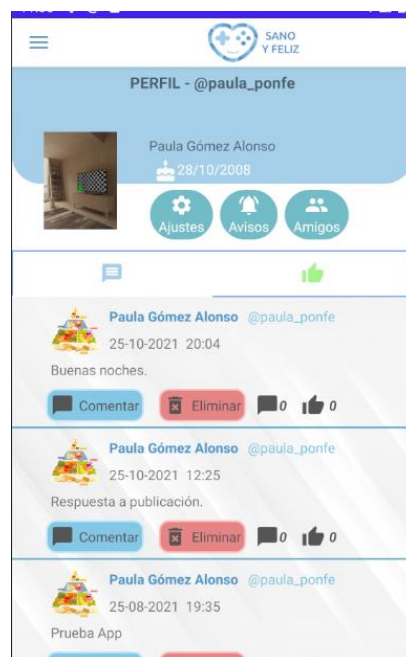 SANO
Y FELIZ
PERFIL - @paula_ponfe
Paula Gómez Alonso
28/10/2008
Ajustes Avisos Amigos
Paula Gómez Alonso @paula_ponfe
25-10-2021 20:04
Buenas noches.
Comentar Eliminar 0 0
Paula Gómez Alonso @paula_ponfe
25-10-2021 12:25
Respuesta a publicación.
Comentar Eliminar 0 0
Paula Gómez Alonso @paula_ponfe
25-08-2021 19:35
Prueba App